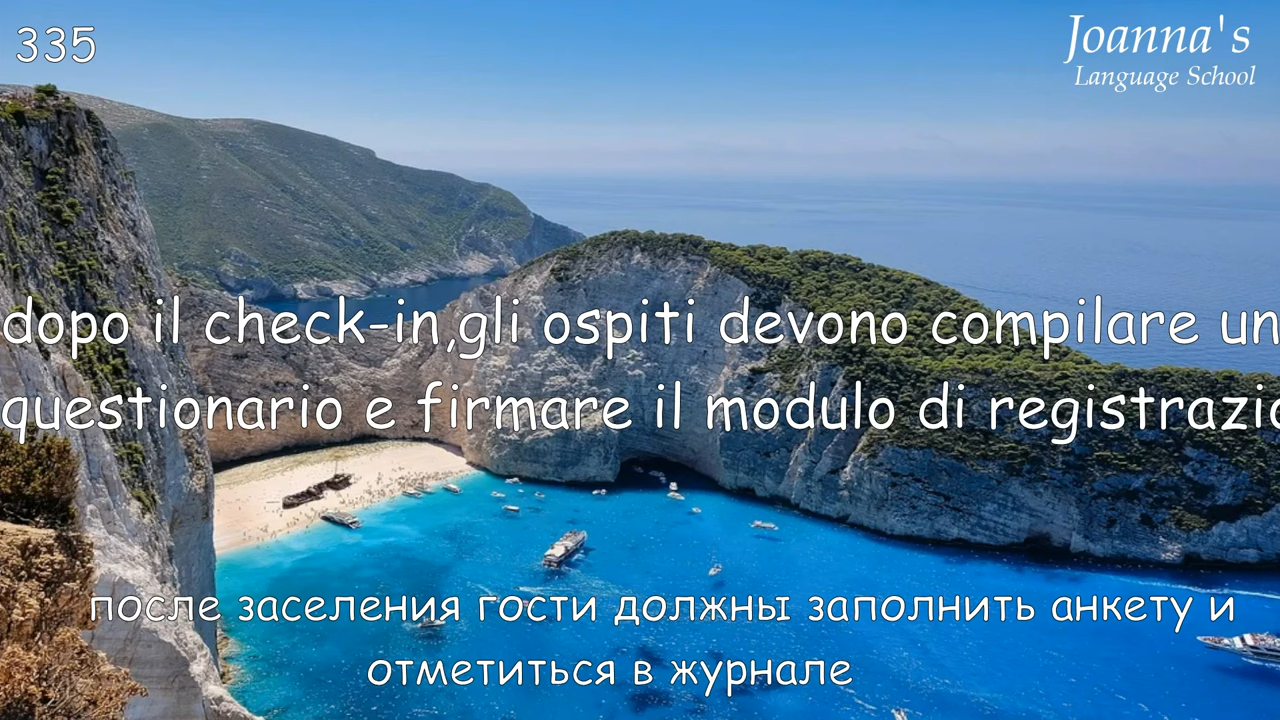 335
Joanna's
Language School
dopo il check-in,gli ospiti devono compilare un
questionario e firmare il modulo di
после заселения гости должны заполнить анкету и
отметиться в журнале